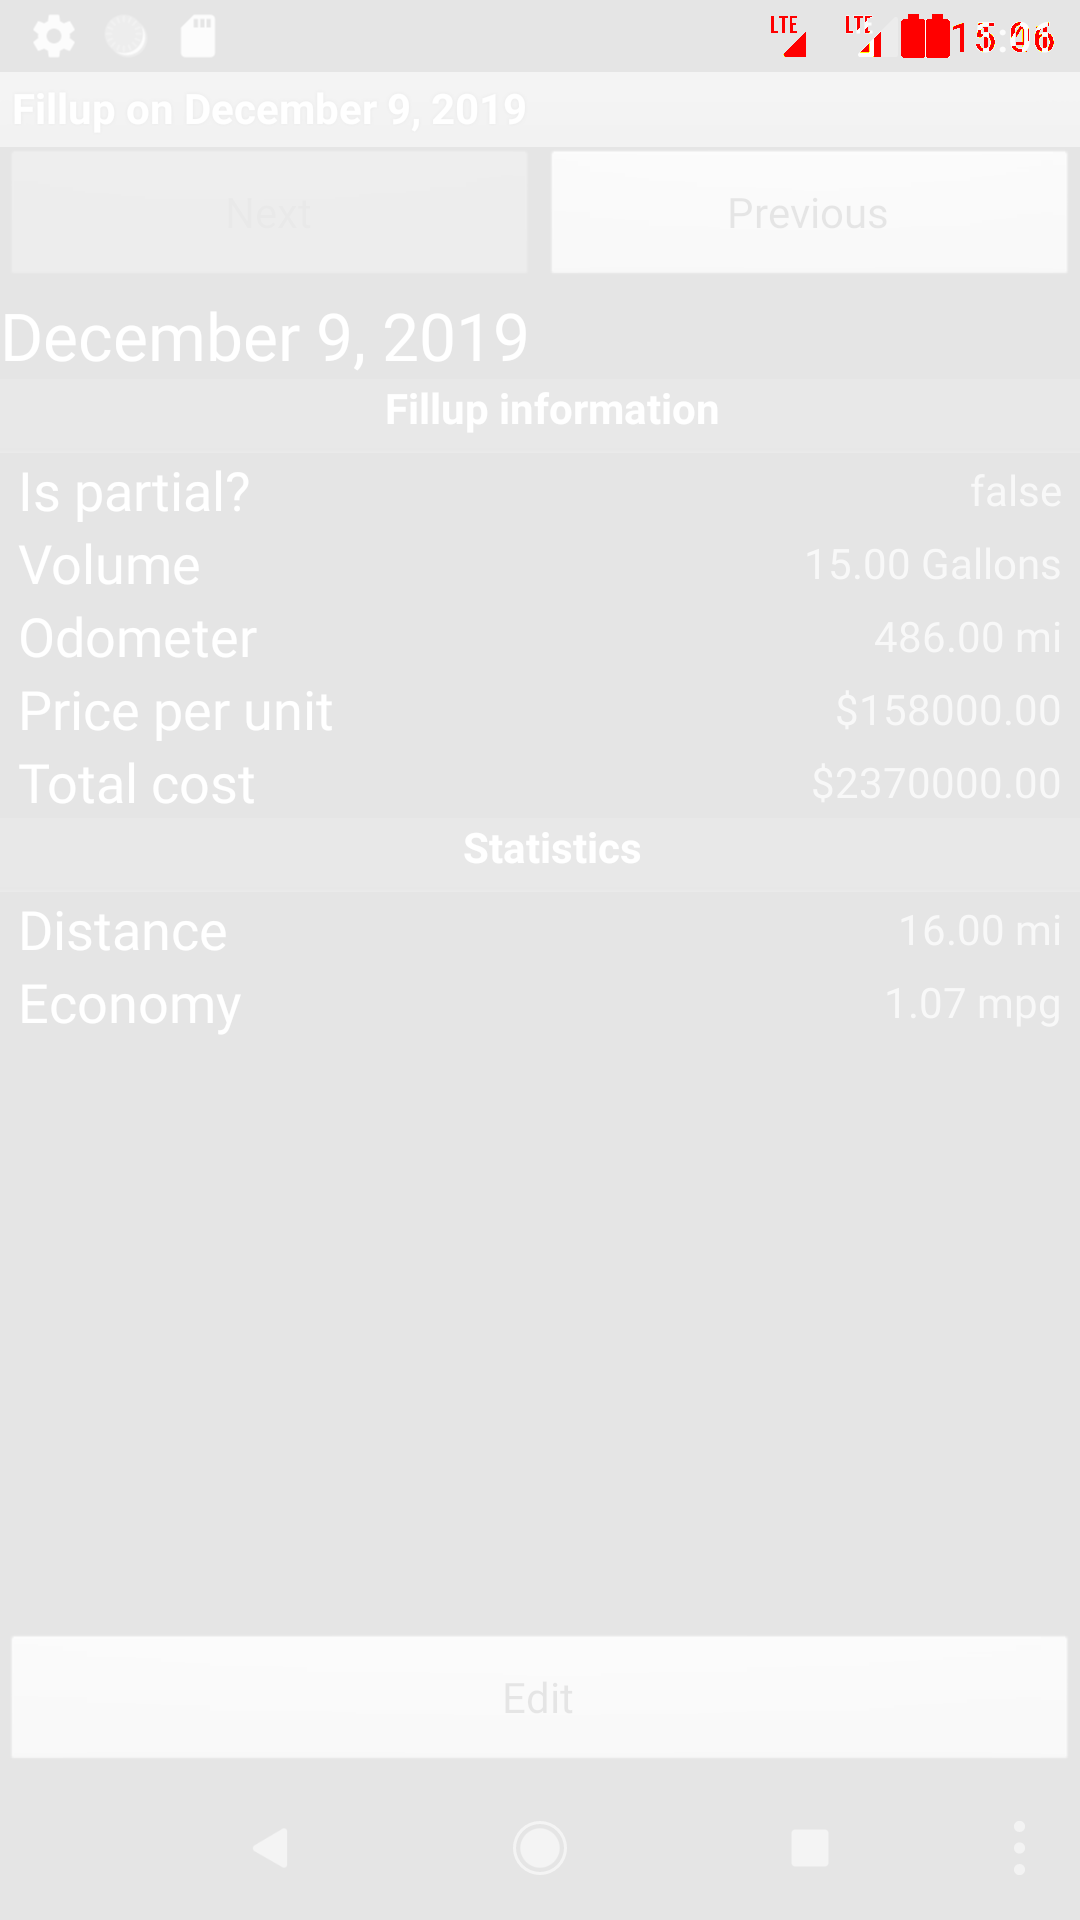 LTE LTE
Fillup on December 9, 2019
Next Previous
December 9, 2019
Fillup information
Is partial? false
Volume 15.00 Gallons
Odometer 486.00 mi
Price per unit $158000.00
Total cost $2370000.00
Statistics
Distance 16.00 mi
Economy 1.07 mpg
Edit